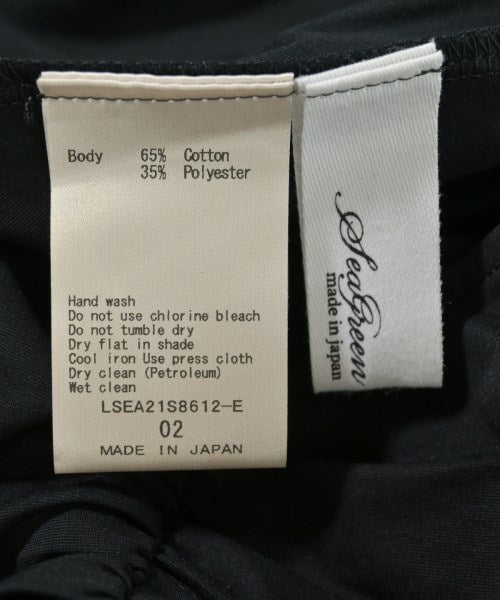 Body 65% Cotton
35% Polyester
Hand wash
Do not use chlorine bleach
Do not tumble dry
Dry flat in shade
Cool iron Use press cloth
Dry clean (Petroleum)
Wet clean
LSEA21S8612-E
02
MADE IN JAPAN
SeaGreen
made in japan